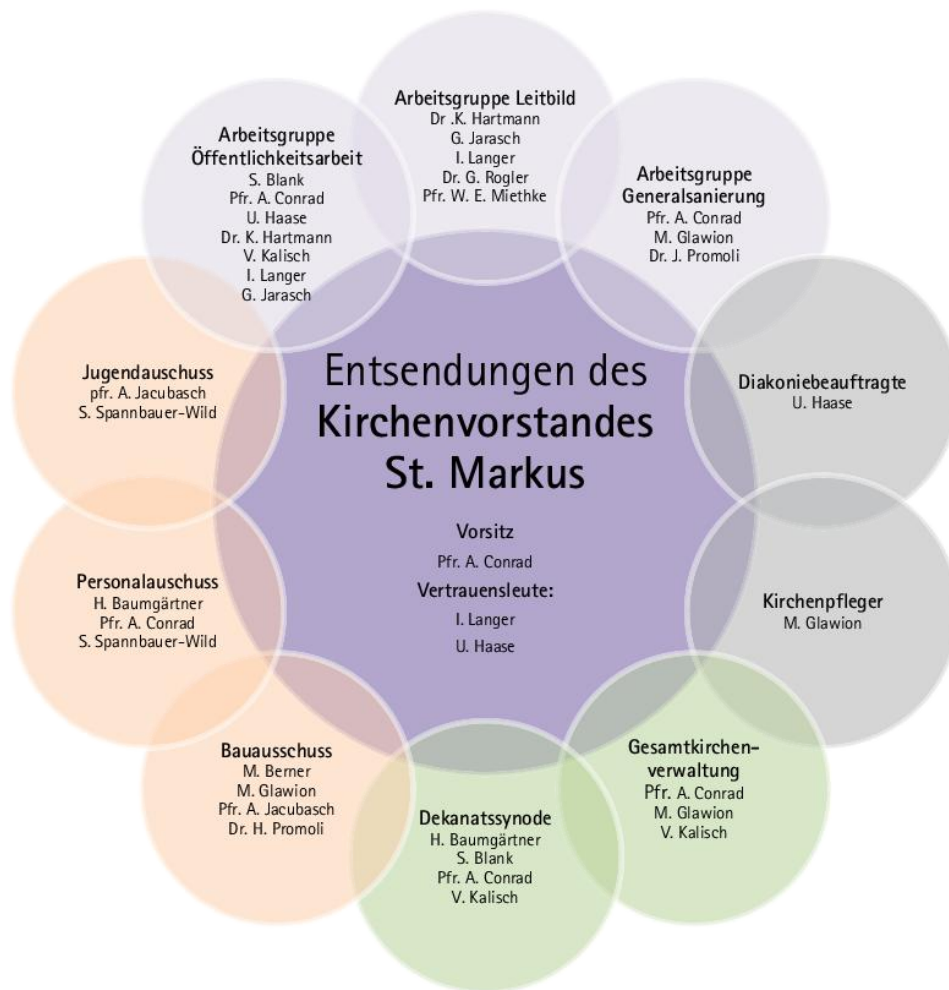 Arbeitsgruppe Leitbild
Dr .K. Hartmann
G. Jarasch
I. Langer
Dr. G. Rogler
Pfr. W. E. Miethke
Arbeitsgruppe
Generalsanierung
Pfr. A. Conrad
M. Glawion
Dr. J. Promoli
Diakoniebeauftragte
U. Haase
Kirchenpfleger
M. Glawion
Gesamtkirchen-
verwaltung
Pfr. A. Conrad
M. Glawion
V. Kalisch
Dekanatssynode
H. Baumgärtner
S. Blank
Pfr. A. Conrad
V. Kalisch
Bauausschuss
M. Berner
M. Glawion
Pfr. A. Jacubasch
Dr. H. Promoli
Personalauschuss
H. Baumgärtner
Pfr. A. Conrad
S. Spannbauer-Wild
Jugendauschuss
pfr. A. Jacubasch
S. Spannbauer-Wild
Arbeitsgruppe
Öffentlichkeitsarbeit
S. Blank
Pfr. A. Conrad
U. Haase
Dr. K. Hartmann
V. Kalisch
I. Langer
G. Jarasch
Entsendungen des
Kirchenvorstandes
St. Markus
Vorsitz
Pfr. A. Conrad
Vertrauensleute:
I. Langer
U. Haase